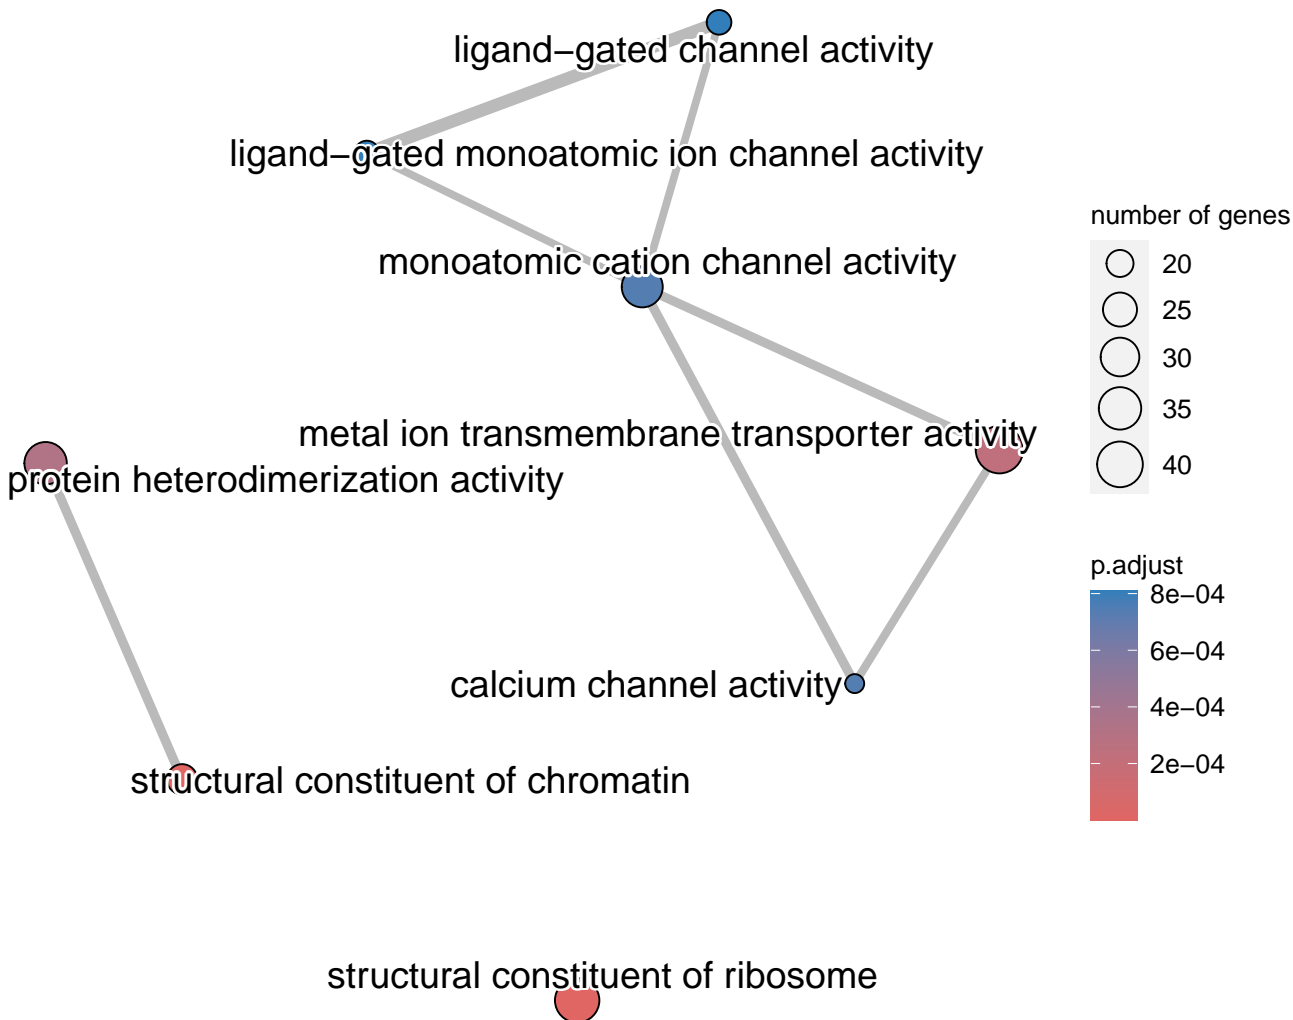 ligand−gated channel activity
ligand−gated monoatomic ion channel activity
monoatomic cation channel activity
metal ion transmembrane transporter activity
protein heterodimerization activity
calcium channel activity
structural constituent of chromatin
structural constituent of ribosome
number of genes
20
25
30
35
40
p.adjust
8e−04
6e−04
4e−04
2e−04